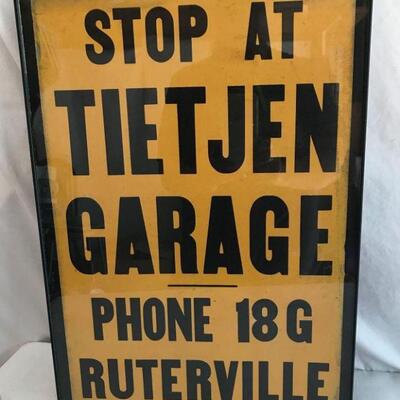 STOP AT
TIETJEN
GARAGE
PHONE 18 G
RUTERVILLE